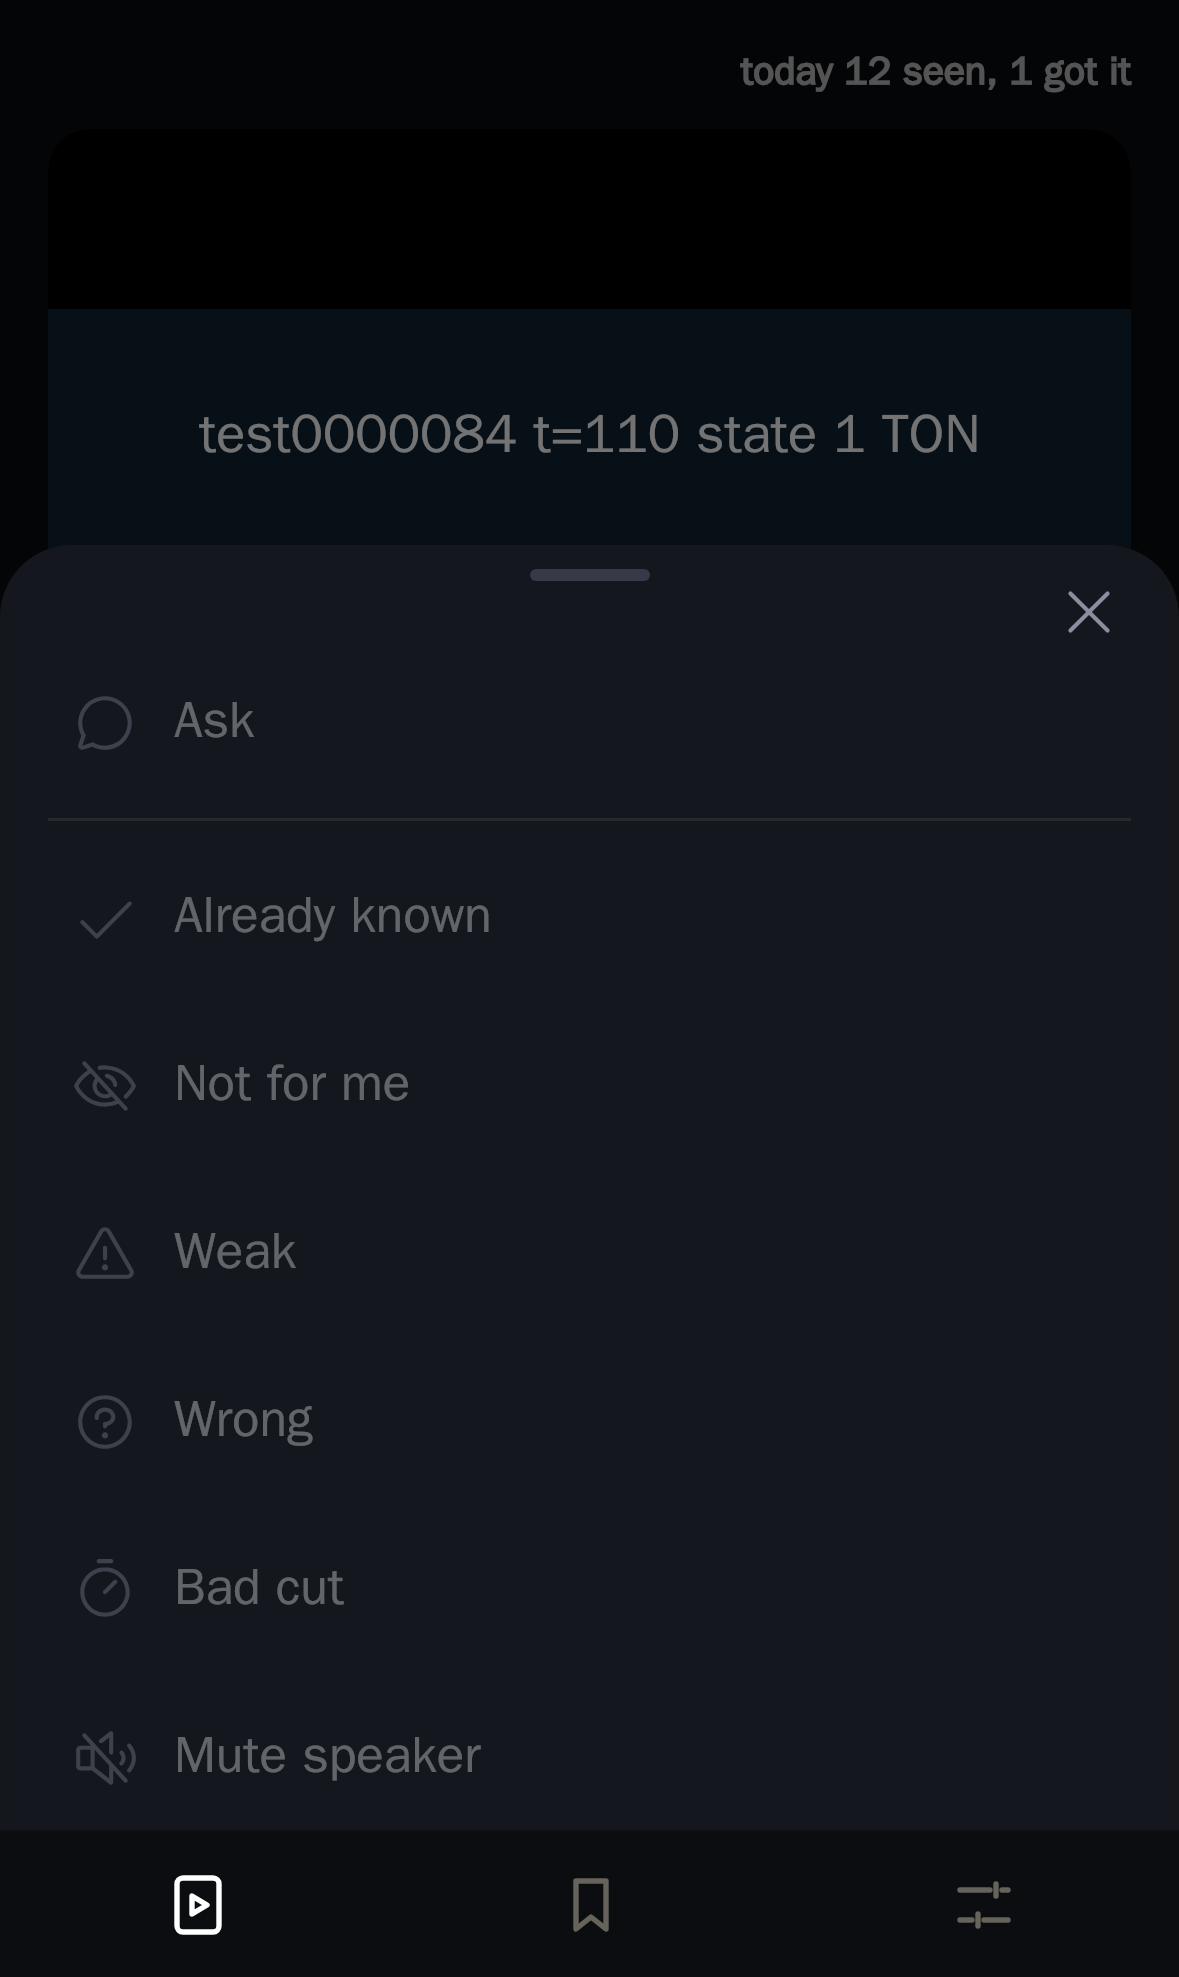 today 12 seen, 1 got it
test0000084 t=110 state 1 TON
Ask
Already known
Not for me
Weak
Wrong
Bad cut
Mute speaker